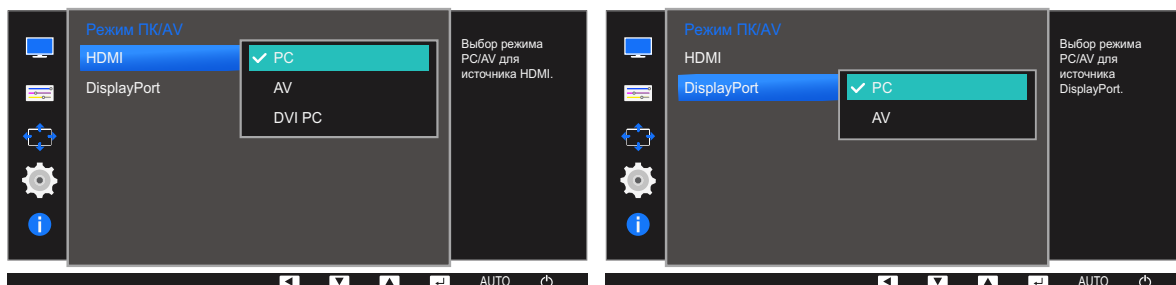 Режим ПК/AV
HDMI
PC
DisplayPort
AV
DVI PC
Выбор режима
PC/AV для
источника HDMI.
AUTO
Режим ПК/AV
HDMI
DisplayPort
PC
AV
Выбор режима
PC/AV для
источника
DisplayPort.
AUTO